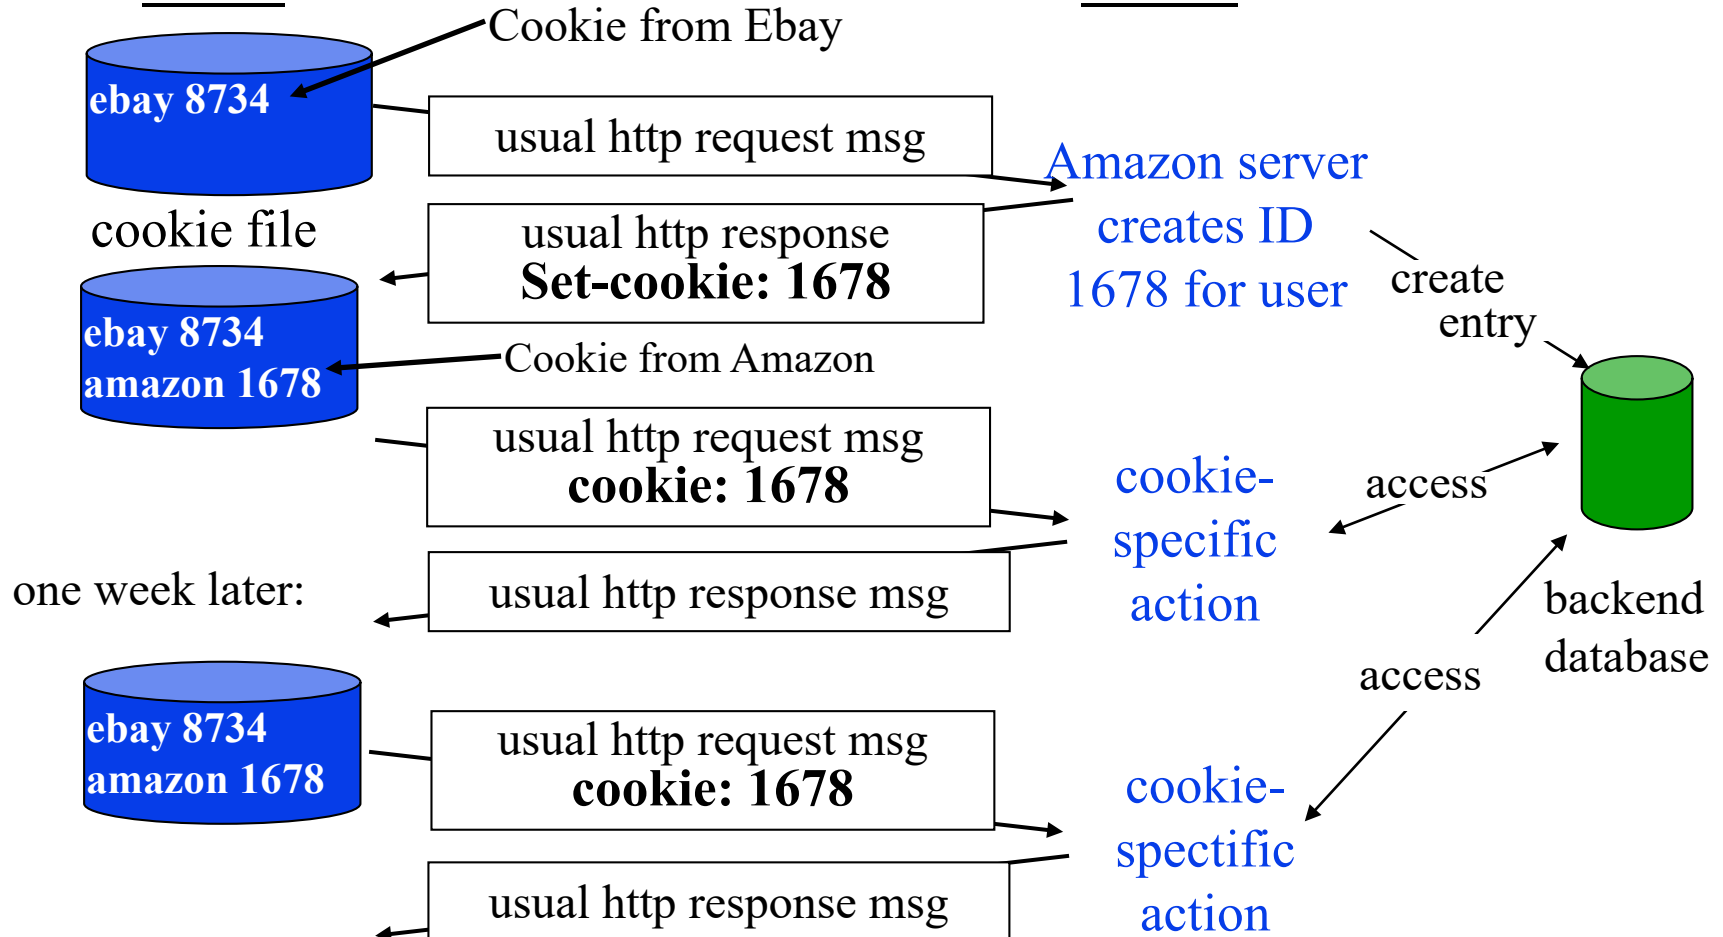 Cookie from Ebay
ebay 8734
usual http request msg
Amazon server
creates ID
1678 for user
cookie file
usual http response
Set-cookie: 1678
create
entry
ebay 8734
amazon 1678
Cookie from Amazon
usual http request msg
cookie: 1678
cookie-
specific
action
access
one week later:
usual http response msg
backend
database
access
ebay 8734
amazon 1678
usual http request msg
cookie: 1678
cookie-
spectific
action
usual http response msg